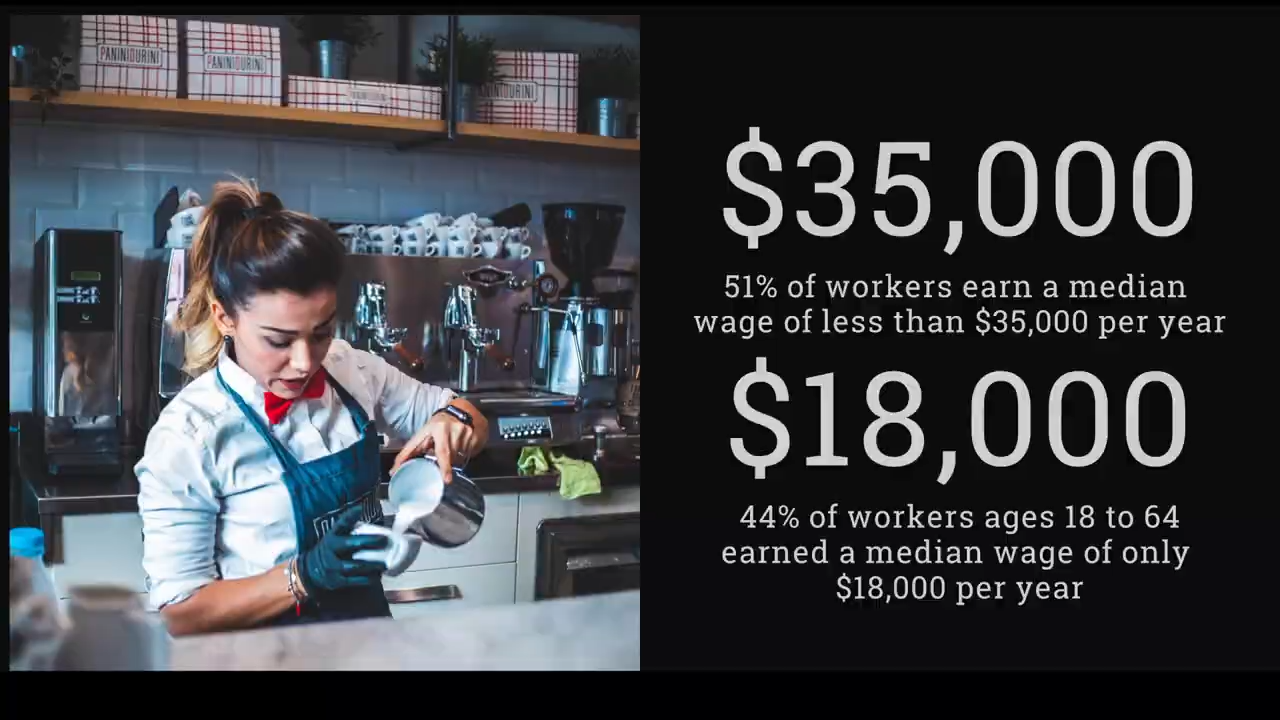 PANINIDURINI
PANINIDURINI
$35,000
51% of workers earn a median
wage of less than $35,000 per year
$18,000
44% of workers ages 18 to 64
earned a median wage of only
$18,000 per year